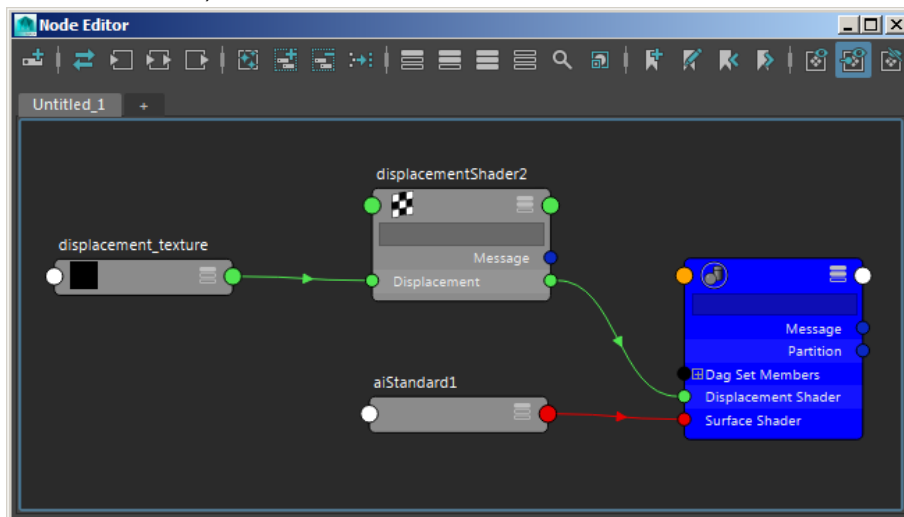 Node Editor
Untitled_1 +
displacementShader2
displacement_texture
Message
Displacement
Message
Partition
Dag Set Members
Displacement Shader
Surface Shader
aiStandard1